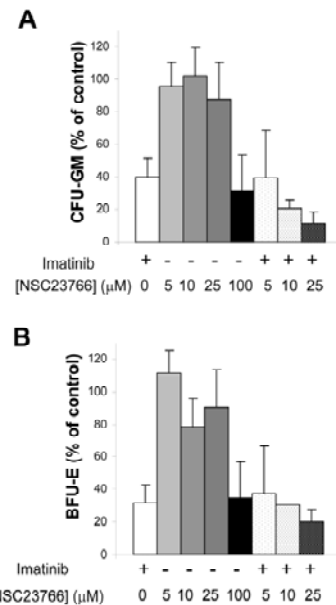 A
CFU-GM (% of control)
120
100
80
60
40
20
0
Imatinib + - - - - + + +
[NSC23766] (μM) 0 5 10 25 100 5 10 25
B
BFU-E (% of control)
120
100
80
60
40
20
0
Imatinib + - - - - + + +
NSC23766] (μM) 0 5 10 25 100 5 10 25